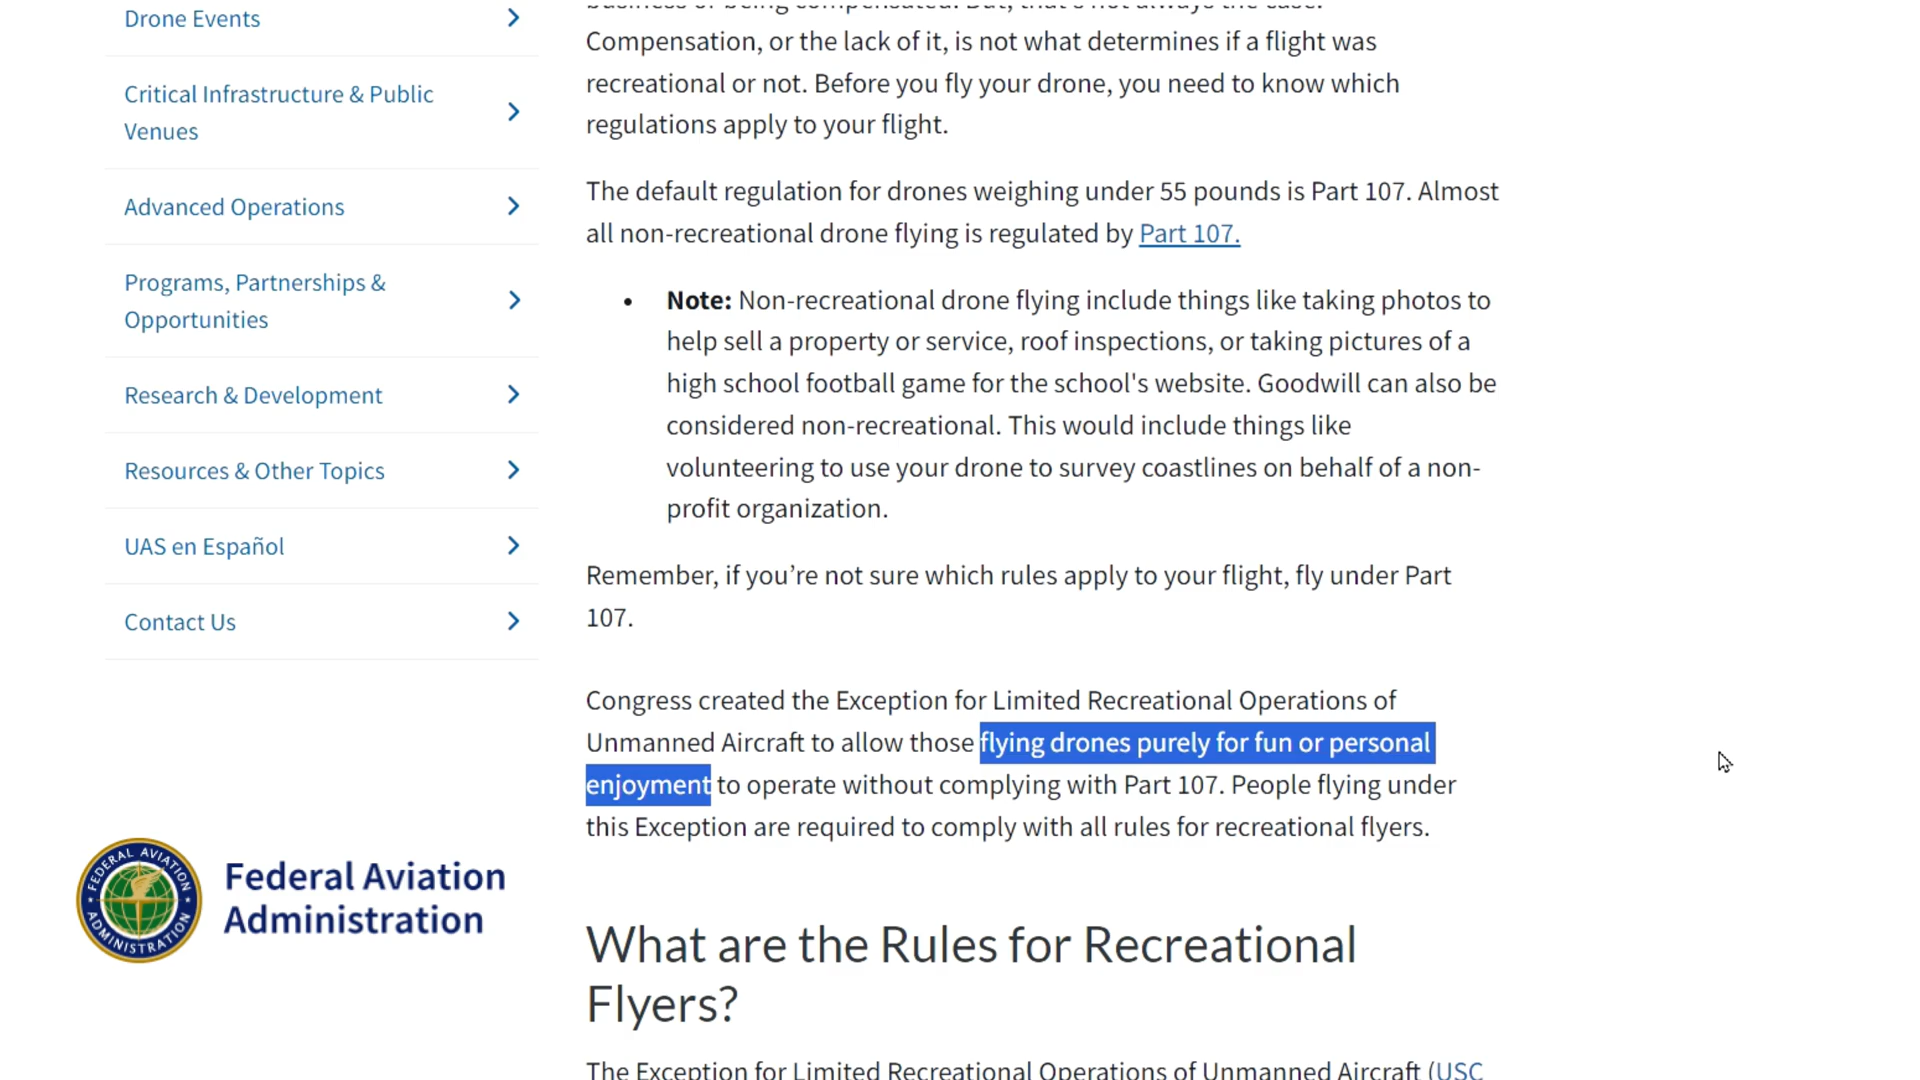 Drone Events
Critical Infrastructure & Public
Venues
Advanced Operations
Programs, Partnerships &
Opportunities
Research & Development
Resources & Other Topics
UAS en Español
Contact Us
FEDERAL AVIATION
ADMINISTRATION
Federal Aviation
Administration
business or being compensated. But, that's not always the case.
Compensation, or the lack of it, is not what determines if a flight was
recreational or not. Before you fly your drone, you need to know which
regulations apply to your flight.
The default regulation for drones weighing under 55 pounds is Part 107. Almost
all non-recreational drone flying is regulated by Part 107.
• Note: Non-recreational drone flying include things like taking photos to
help sell a property or service, roof inspections, or taking pictures of a
high school football game for the school's website. Goodwill can also be
considered non-recreational. This would include things like
volunteering to use your drone to survey coastlines on behalf of a non-
profit organization.
Remember, if you’re not sure which rules apply to your flight, fly under Part
107.
Congress created the Exception for Limited Recreational Operations of
Unmanned Aircraft to allow those flying drones purely for fun or personal
enjoyment to operate without complying with Part 107. People flying under
this Exception are required to comply with all rules for recreational flyers.
What are the Rules for Recreational
Flyers?
The Exception for Limited Recreational Operations of Unmanned Aircraft (USC